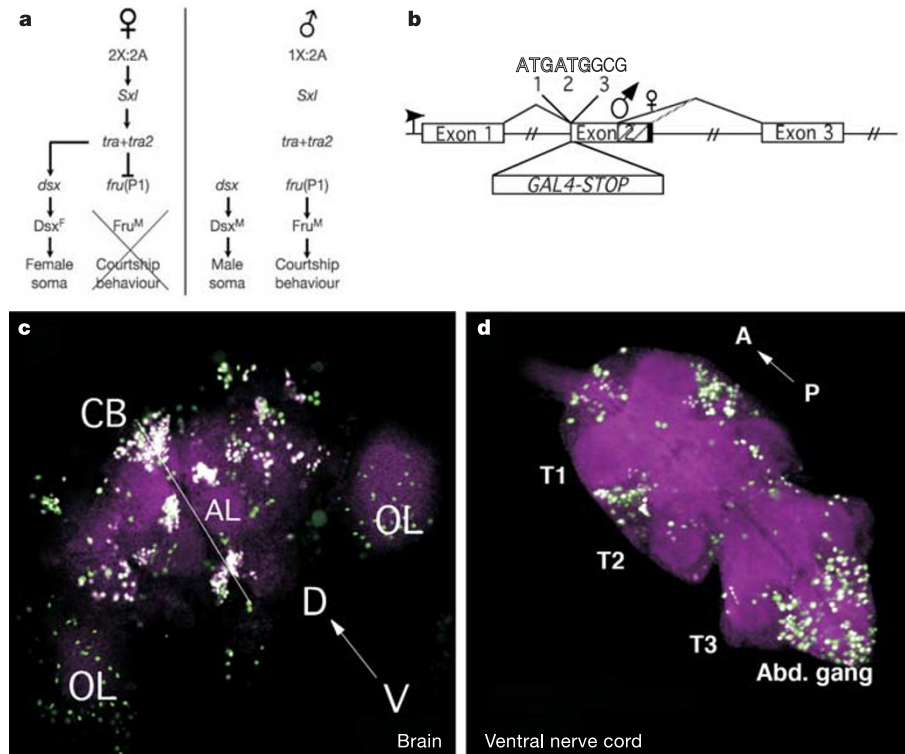 a
♀
2X:2A
Sxl
tra+tra2
dsx
fru(P1)
Dsxᶠ
Fruᴹ
Female
soma
Courtship
behaviour
♂
1X:2A
Sxl
tra+tra2
dsx
fru(P1)
Dsxᴹ
Fruᴹ
Male
soma
Courtship
behaviour
b
ATGATGGCG
1 2 3
♂ ♀
Exon 1 // Exon 2 // Exon 3 //
GAL4-STOP
c
CB
AL
OL
D
OL
V
Brain
d
A
P
T1
T2
T3
Abd. gang
Ventral nerve cord